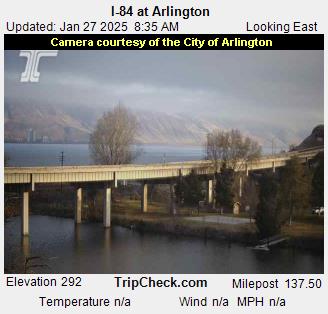 I-84 at Arlington
Updated: Jan 27 2025 8:35 AM Looking East
Camera courtesy of the City of Arlington
Elevation 292 TripCheck.com Milepost 137.50
Temperature n/a Wind n/a MPH n/a